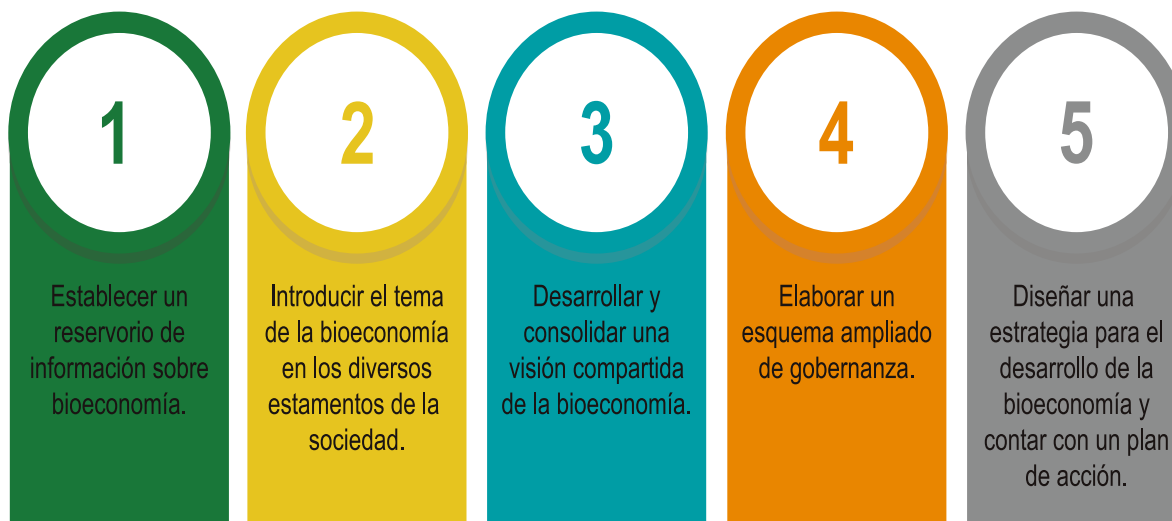 1
Establecer un
reservorio de
información sobre
bioeconomía.
2
Introducir el tema
de la bioeconomía
en los diversos
estamentos de la
sociedad.
3
Desarrollar y
consolidar una
visión compartida
de la bioeconomía.
4
Elaborar un
esquema ampliado
de gobernanza.
5
Diseñar una
estrategia para el
desarrollo de la
bioeconomía y
contar con un plan
de acción.